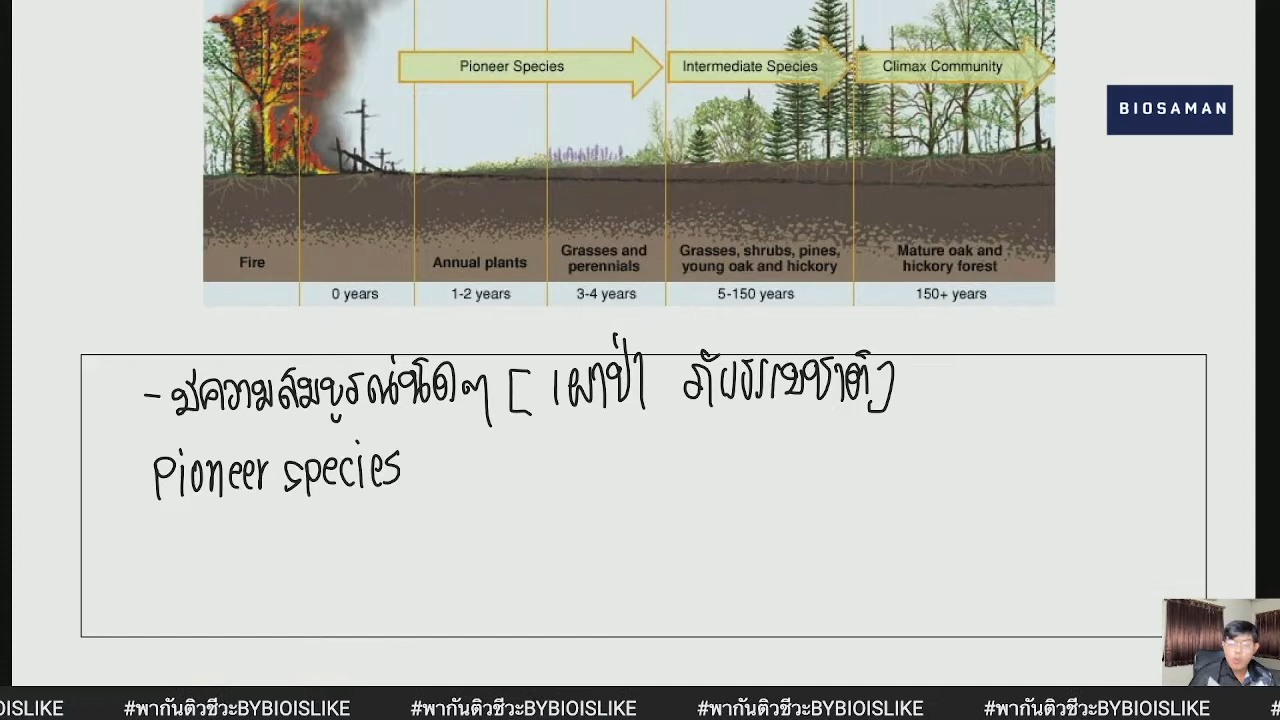 Pioneer Species
Intermediate Species
Climax Community
BIOSAMAN
Fire
Annual plants
Grasses and
perennials
Grasses, shrubs, pines,
young oak and hickory
Mature oak and
hickory forest
0 years
1-2 years
3-4 years
5-150 years
150+ years
- มีความสมบูรณ์นิดๆ [เผาป่า ภัยธรรมชาติ]
Pioneer species
OISLIKE #พากันติวชีวะBYBIOISLIKE #พากันติวชีวะBYBIOISLIKE #พากันติวชีวะBYBIOISLIKE #พากันติวชีวะBYBIOISLIKE #